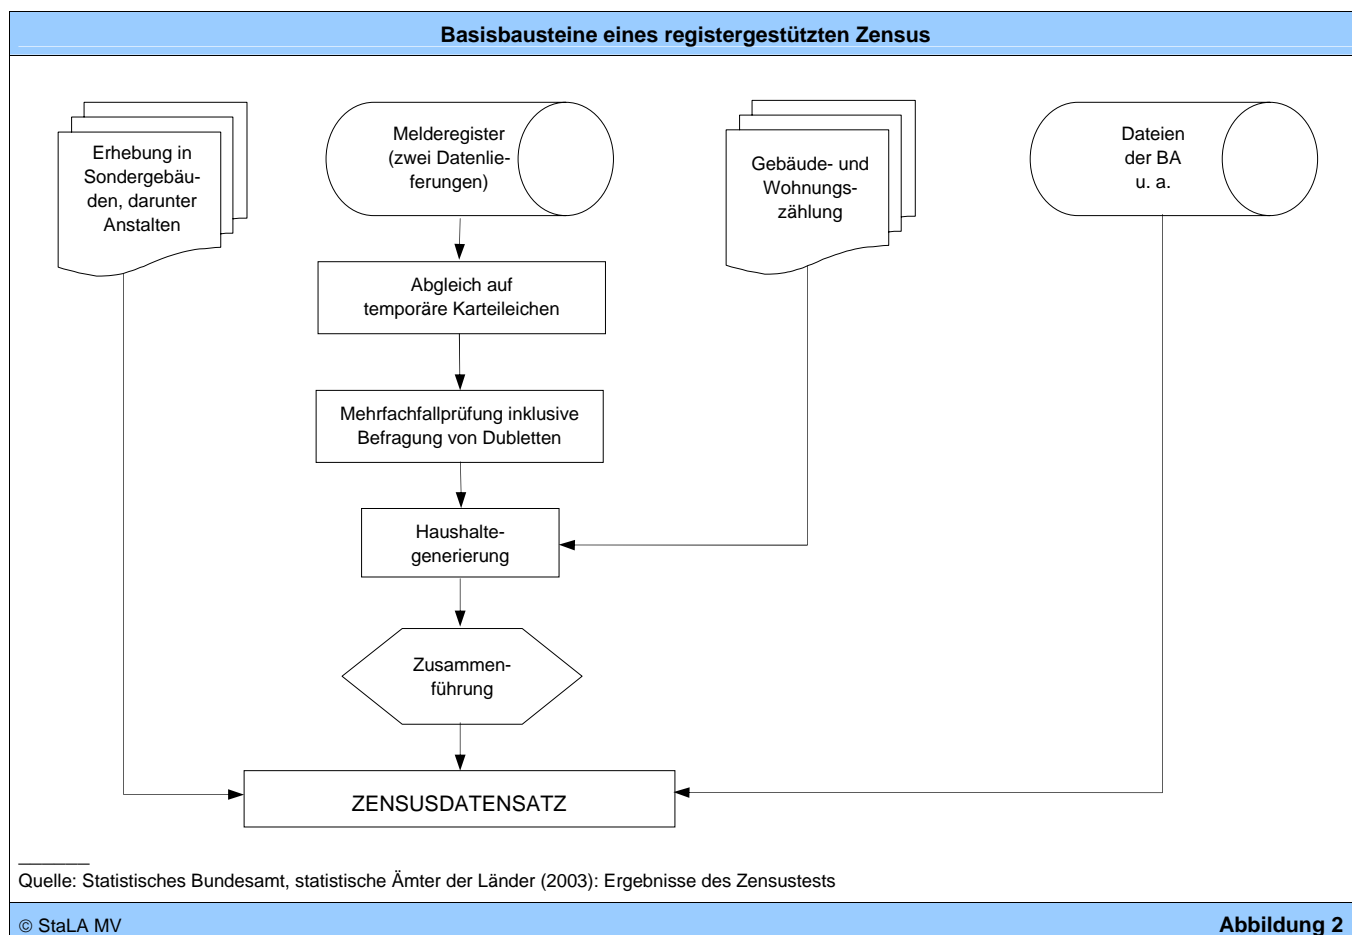 Basisbausteine eines registergestützten Zensus
Erhebung in
Sondergebäu-
den, darunter
Anstalten
Melderegister
(zwei Datenlie-
ferungen)
Gebäude- und
Wohnungs-
zählung
Dateien
der BA
u. a.
Abgleich auf
temporäre Karteileichen
Mehrfachfallprüfung inklusive
Befragung von Dubletten
Haushalte-
generierung
Zusammen-
führung
ZENSUSDATENSATZ
Quelle: Statistisches Bundesamt, statistische Ämter der Länder (2003): Ergebnisse des Zensustests
© StaLA MV
Abbildung 2